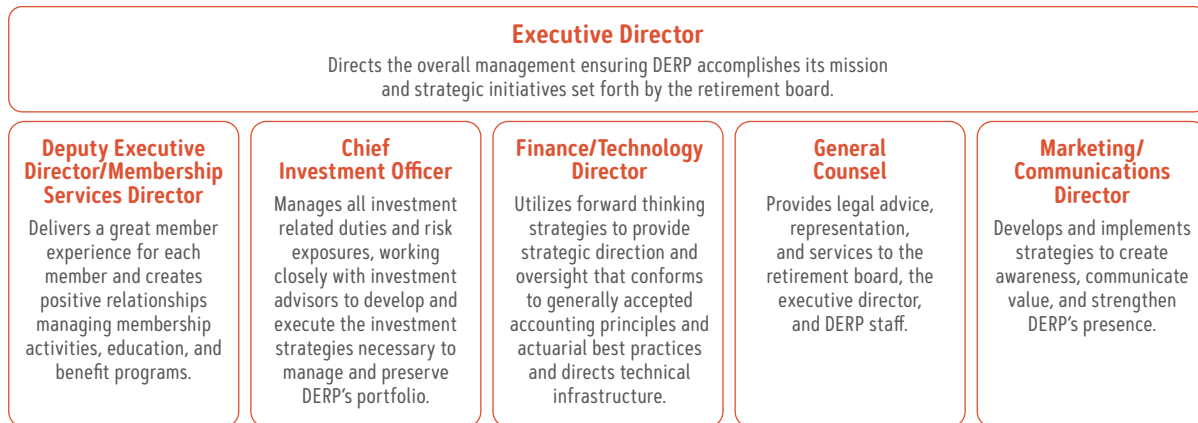 Executive Director
Directs the overall management ensuring DERP accomplishes its mission
and strategic initiatives set forth by the retirement board.
Deputy Executive
Director/Membership
Services Director
Delivers a great member
experience for each
member and creates
positive relationships
managing membership
activities, education, and
benefit programs.
Chief
Investment Officer
Manages all investment
related duties and risk
exposures, working
closely with investment
advisors to develop and
execute the investment
strategies necessary to
manage and preserve
DERP's portfolio.
Finance/Technology
Director
Utilizes forward thinking
strategies to provide
strategic direction and
oversight that conforms
to generally accepted
accounting principles and
actuarial best practices
and directs technical
infrastructure.
General
Counsel
Provides legal advice,
representation,
and services to the
retirement board, the
executive director,
and DERP staff.
Marketing/
Communications
Director
Develops and implements
strategies to create
awareness, communicate
value, and strengthen
DERP's presence.